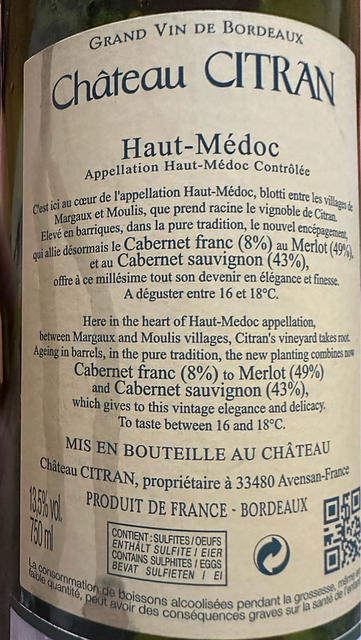 GRAND VIN DE BORDEAUX
Château CITRAN
Haut-Médoc
Appellation Haut-Médoc Contrôlée
C'est ici au cœur de l'appellation Haut-Médoc, blotti entre les villages de
Margaux et Moulis, que prend racine le vignoble de Citran.
Elevé en barriques, dans la pure tradition, le nouvel encépagement,
qui allie désormais le Cabernet franc (8%) au Merlot (49%)
et au Cabernet sauvignon (43%),
offre à ce millésime tout son devenir en élégance et finesse.
A déguster entre 16 et 18°C.
Here in the heart of Haut-Medoc appellation,
between Margaux and Moulis villages, Citran's vineyard takes root.
Ageing in barrels, in the pure tradition, the new planting combines now
Cabernet franc (8%) to Merlot (49%)
and Cabernet sauvignon (43%),
which gives to this vintage elegance and delicacy.
To taste between 16 and 18°C.
MIS EN BOUTEILLE AU CHÂTEAU
Château CITRAN, propriétaire à 33480 Avensan-France
PRODUIT DE FRANCE - BORDEAUX
13,5% vol.
750 ml
CONTIENT : SULFITES / OEUFS
ENTHÄLT SULFITE / EIER
CONTAINS SULPHITES / EGGS
BEVAT SULFIETEN / EI
La consommation de boissons alcoolisées pendant la grossesse, même en
faible quantité, peut avoir des conséquences graves sur la santé de